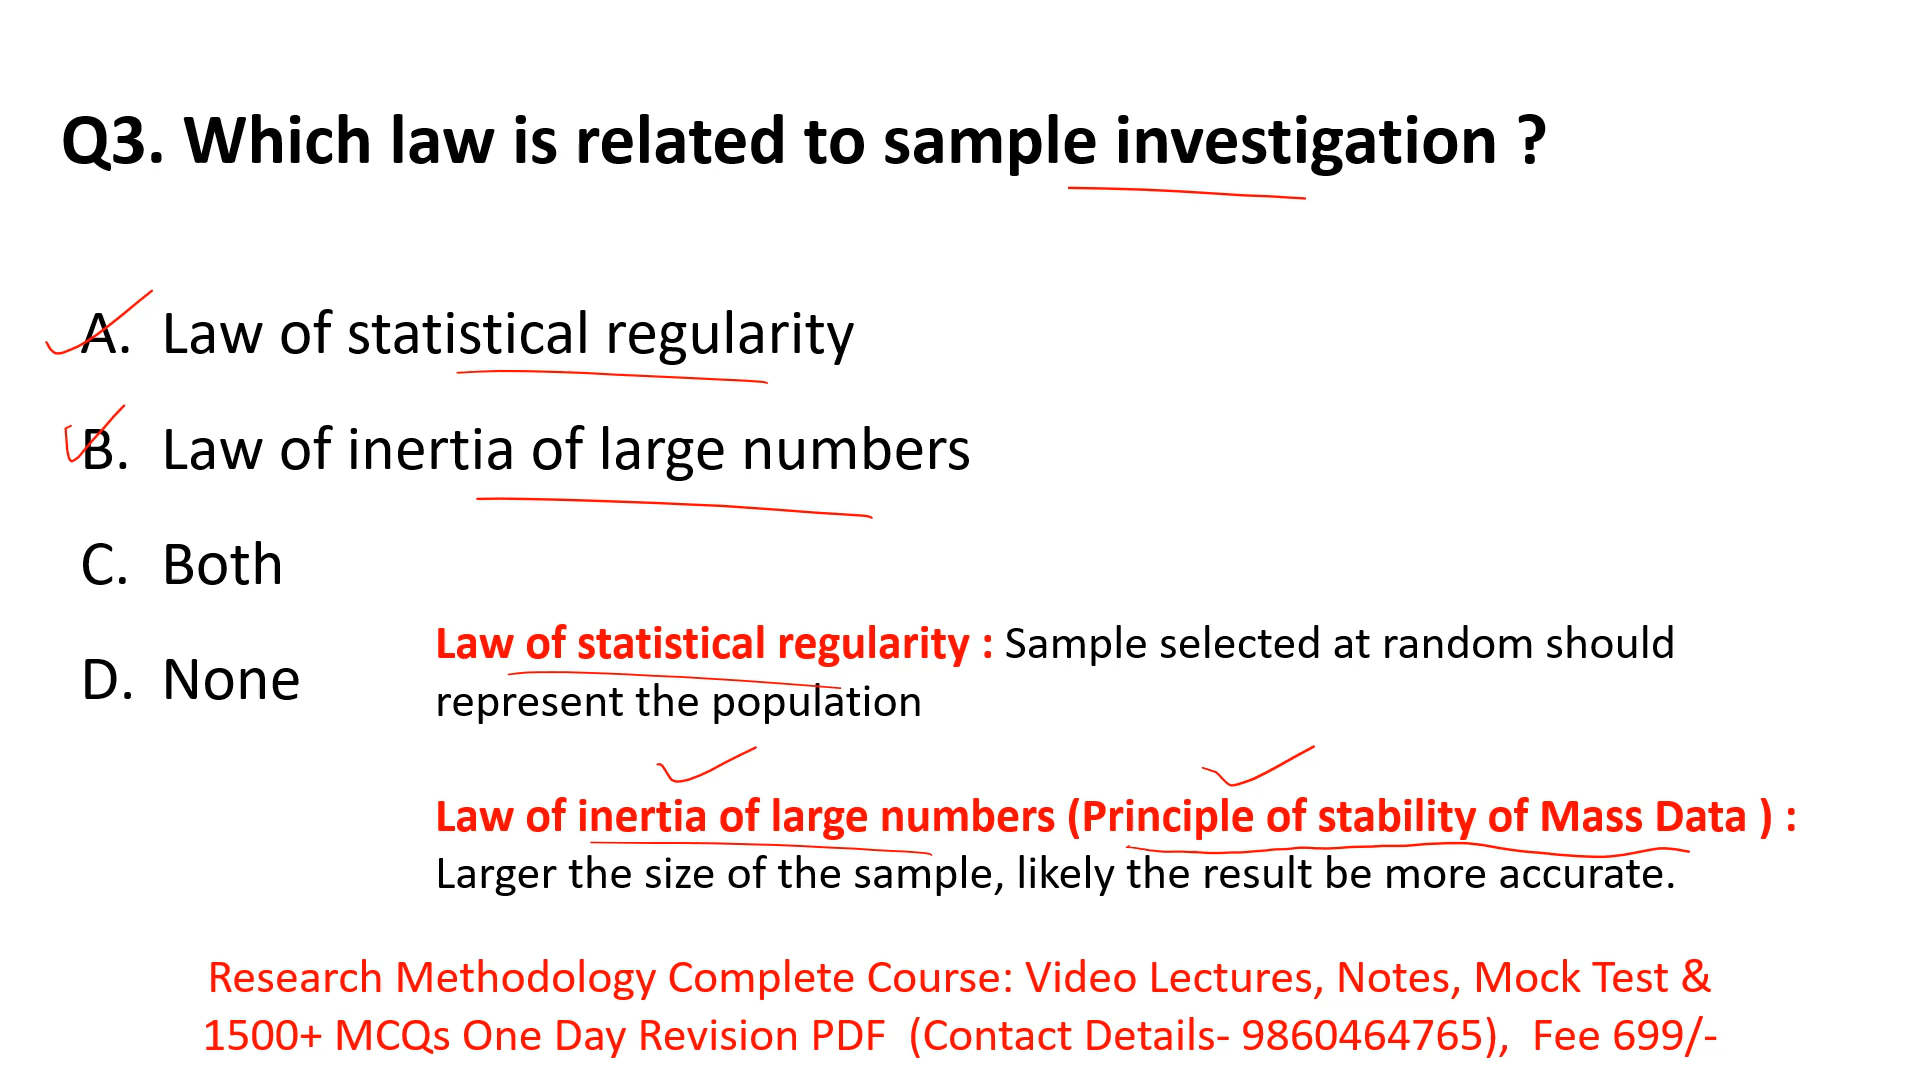 Q3. Which law is related to sample investigation ?
A. Law of statistical regularity
B. Law of inertia of large numbers
C. Both
D. None
Law of statistical regularity : Sample selected at random should
represent the population
Law of inertia of large numbers (Principle of stability of Mass Data ) :
Larger the size of the sample, likely the result be more accurate.
Research Methodology Complete Course: Video Lectures, Notes, Mock Test &
1500+ MCQs One Day Revision PDF (Contact Details- 9860464765), Fee 699/-